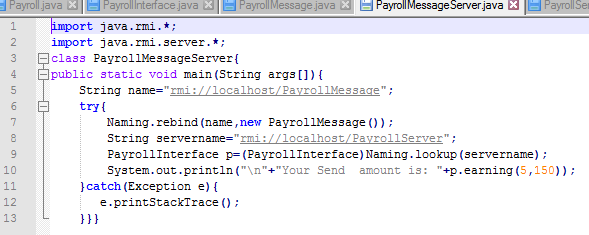 Payroll.java PayrollInterface.java PayrollMessage.java PayrollMessageServer.java
1 import java.rmi.*;
2 import java.rmi.server.*;
3 class PayrollMessageServer{
4 public static void main(String args[]){
5 String name="rmi://localhost/PayrollMessage";
6 try{
7 Naming.rebind(name,new PayrollMessage());
8 String servername="rmi://localhost/PayrollServer";
9 PayrollInterface p=(PayrollInterface)Naming.lookup(servername);
10 System.out.println("\n"+"Your Send  amount is: "+p.earning(5,150));
11 }catch(Exception e){
12 e.printStackTrace();
13 }}}